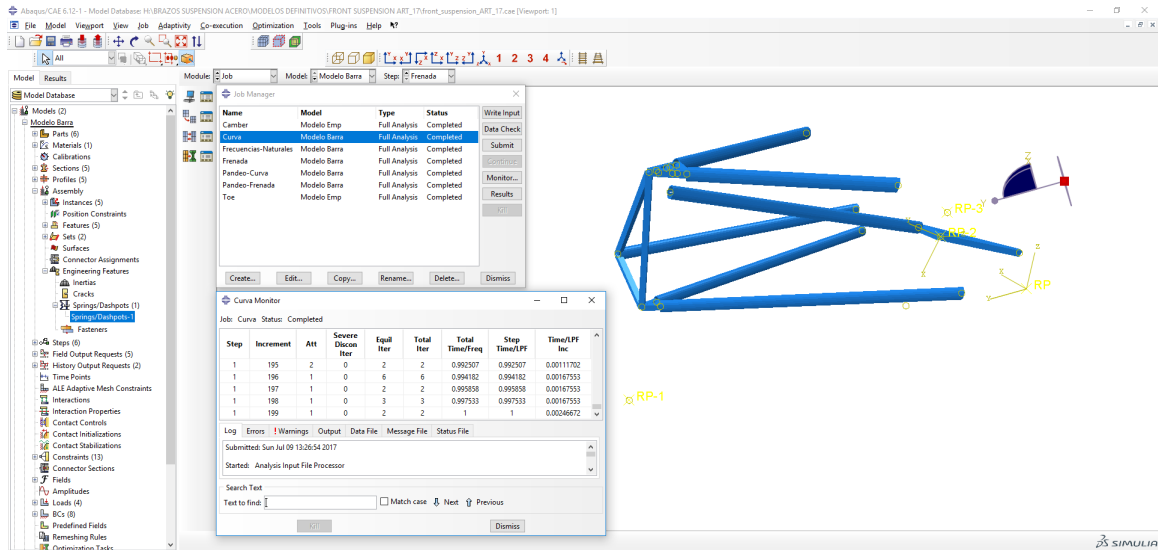 Abaqus/CAE 6.12-1 - Model Database: H:\BRAZOS SUSPENSION ACERO\MODELOS DEFINITIVOS\FRONT SUSPENSION ART_17\front_suspension_ART_17.cae [Viewport: 1]
File Model Viewport View Job Adaptivity Co-execution Optimization Tools Plug-ins Help
All
1 2 3 4
Model Results
Module: Job Model: Modelo Barra Step: Frenada
Model Database
Models (2)
Modelo Barra
Parts (6)
Materials (1)
Calibrations
Sections (5)
Profiles (5)
Assembly
Instances (5)
Position Constraints
Features (5)
Sets (2)
Surfaces
Connector Assignments
Engineering Features
Inertias
Cracks
Springs/Dashpots (1)
Springs/Dashpots-1
Fasteners
Steps (6)
Field Output Requests (5)
History Output Requests (2)
Time Points
ALE Adaptive Mesh Constraints
Interactions
Interaction Properties
Contact Controls
Contact Initializations
Contact Stabilizations
Constraints (13)
Connector Sections
Fields
Amplitudes
Loads (4)
BCs (8)
Predefined Fields
Remeshing Rules
Optimization Tasks
Job Manager
Name Model Type Status
Camber Modelo Emp Full Analysis Completed
Curva Modelo Barra Full Analysis Completed
Frecuencias-Naturales Modelo Barra Full Analysis Completed
Frenada Modelo Barra Full Analysis Completed
Pandeo-Curva Modelo Barra Full Analysis Completed
Pandeo-Frenada Modelo Barra Full Analysis Completed
Toe Modelo Emp Full Analysis Completed
Write Input
Data Check
Submit
Continue
Monitor...
Results
Kill
Create... Edit... Copy... Rename... Delete... Dismiss
Curva Monitor
Job: Curva Status: Completed
Step Increment Att Severe Discon Iter Equil Iter Total Iter Total Time/Freq Step Time/LPF Time/LPF Inc
1 195 2 0 2 2 0.992507 0.992507 0.00111702
1 196 1 0 6 6 0.994182 0.994182 0.00167553
1 197 1 0 2 2 0.995858 0.995858 0.00167553
1 198 1 0 3 3 0.997533 0.997533 0.00167553
1 199 1 0 2 2 1 1 0.00246672
Log Errors ! Warnings Output Data File Message File Status File
Submitted: Sun Jul 09 13:26:54 2017
Started: Analysis Input File Processor
Search Text
Text to find: Match case Next Previous
Kill Dismiss
Z
Y
RP-3
RP-2
X
Z
Y
X
RP
RP-1
SIMULIA